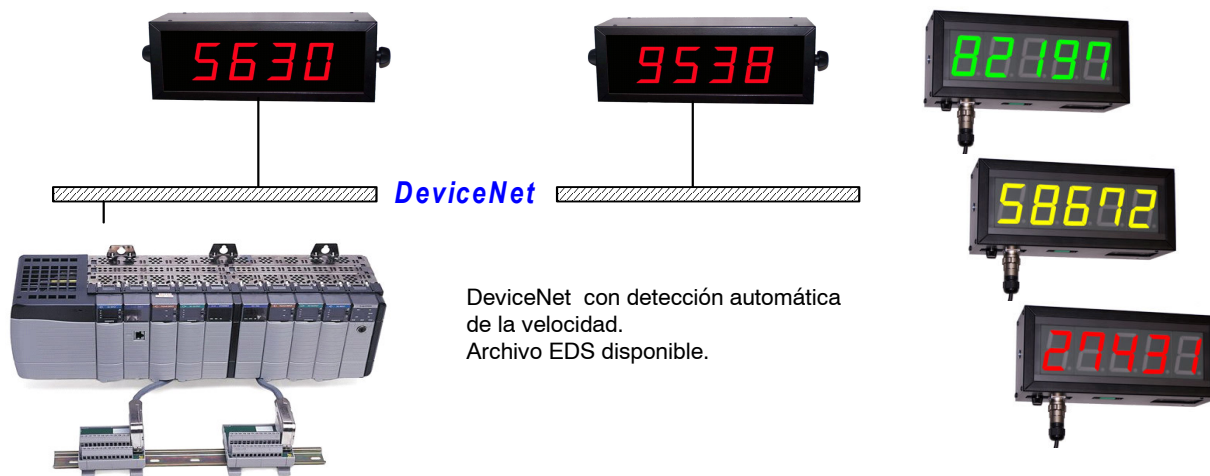 5630
9538
82197
DeviceNet
58672
DeviceNet con detección automática
de la velocidad.
Archivo EDS disponible.
27431